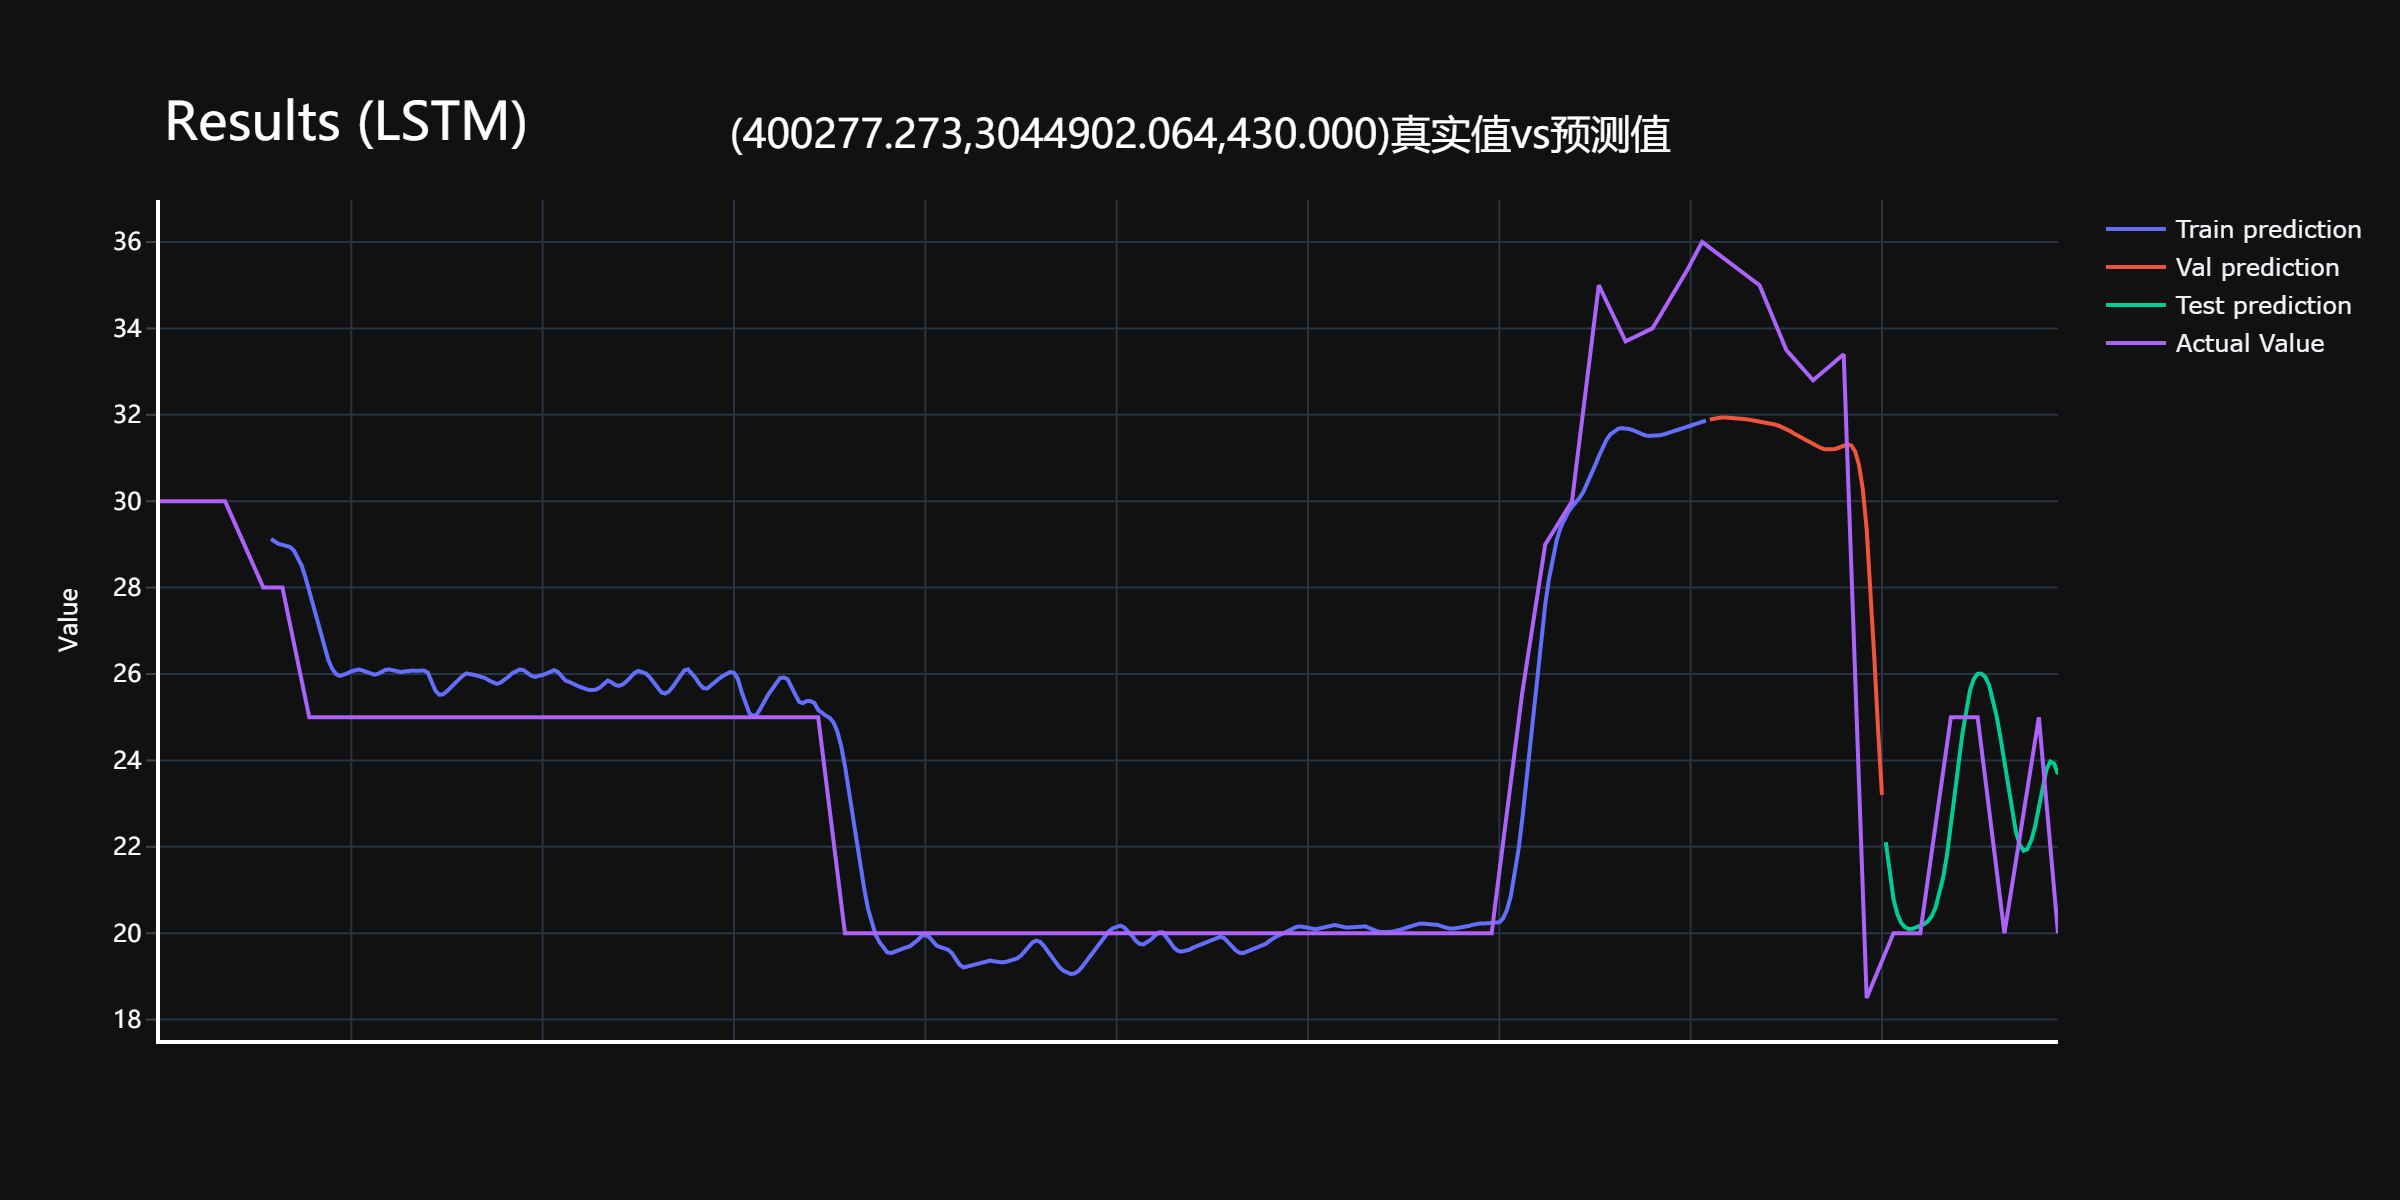 Results (LSTM)
(400277.273,3044902.064,430.000)真实值vs预测值
Train prediction
Val prediction
Test prediction
Actual Value
36
34
32
30
28
26
24
22
20
18
Value